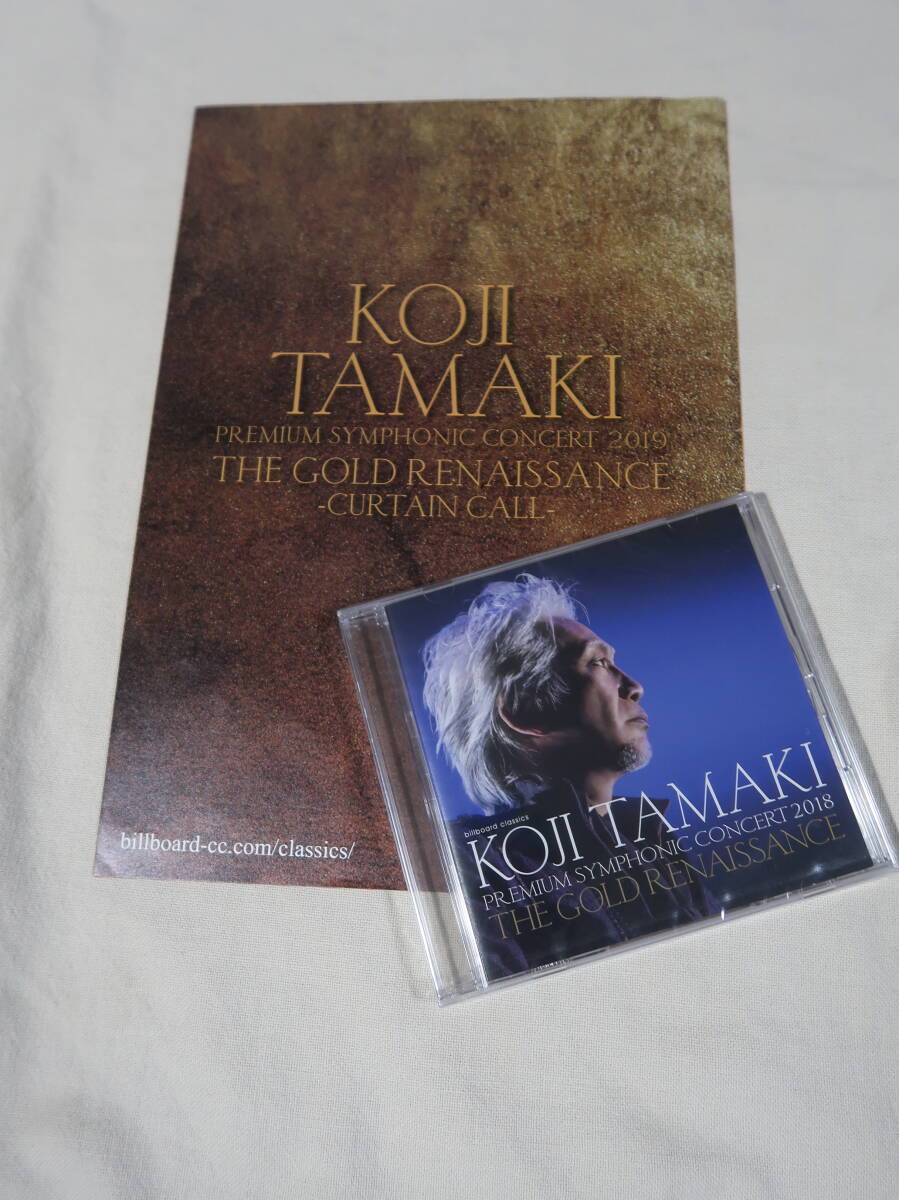 KOJI
TAMAKI
PREMIUM SYMPHONIC CONCERT 2019
THE GOLD RENAISSANCE
-CURTAIN CALL-
billboard-cc.com/classics/
billboard classics
KOJI TAMAKI
PREMIUM SYMPHONIC CONCERT 2018
THE GOLD RENAISSANCE